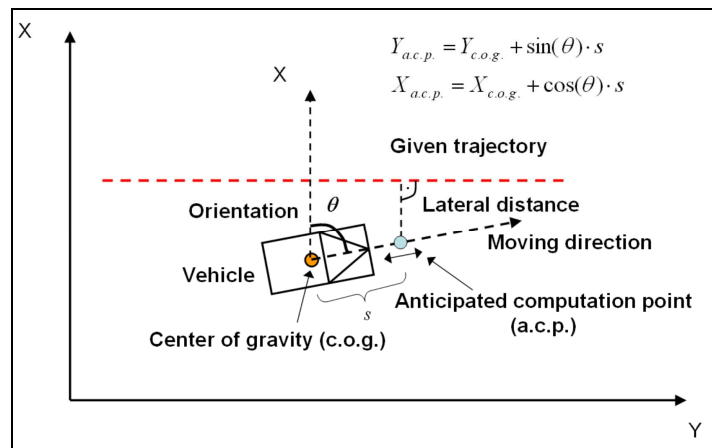 X
Y_{a.c.p.} = Y_{c.o.g.} + sin(θ)· s
X
X_{a.c.p.} = X_{c.o.g.} + cos(θ)· s
Given trajectory
Orientation
θ
Lateral distance
Moving direction
Vehicle
s
Anticipated computation point
(a.c.p.)
Center of gravity (c.o.g.)
Y